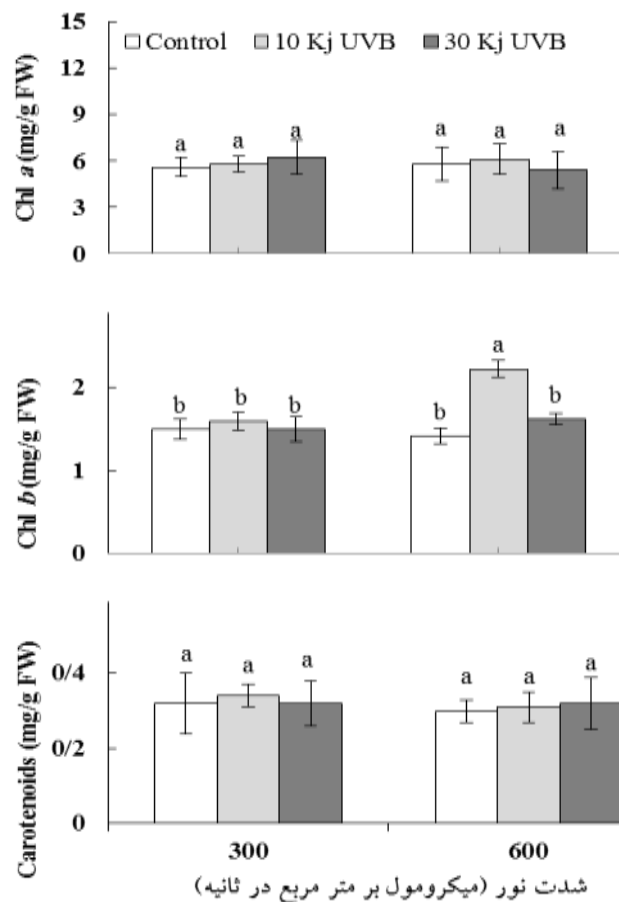 15
Control 10 Kj UVB 30 Kj UVB
12
Chl a (mg/g FW)
9
a a a a a a
6
3
0
Chl b (mg/g FW)
a
2
b b b b b
1
0
Carotenoids (mg/g FW)
a a a a a a
0/4
0/2
0
300 600
شدت نور (میکرومول بر متر مربع در ثانیه)